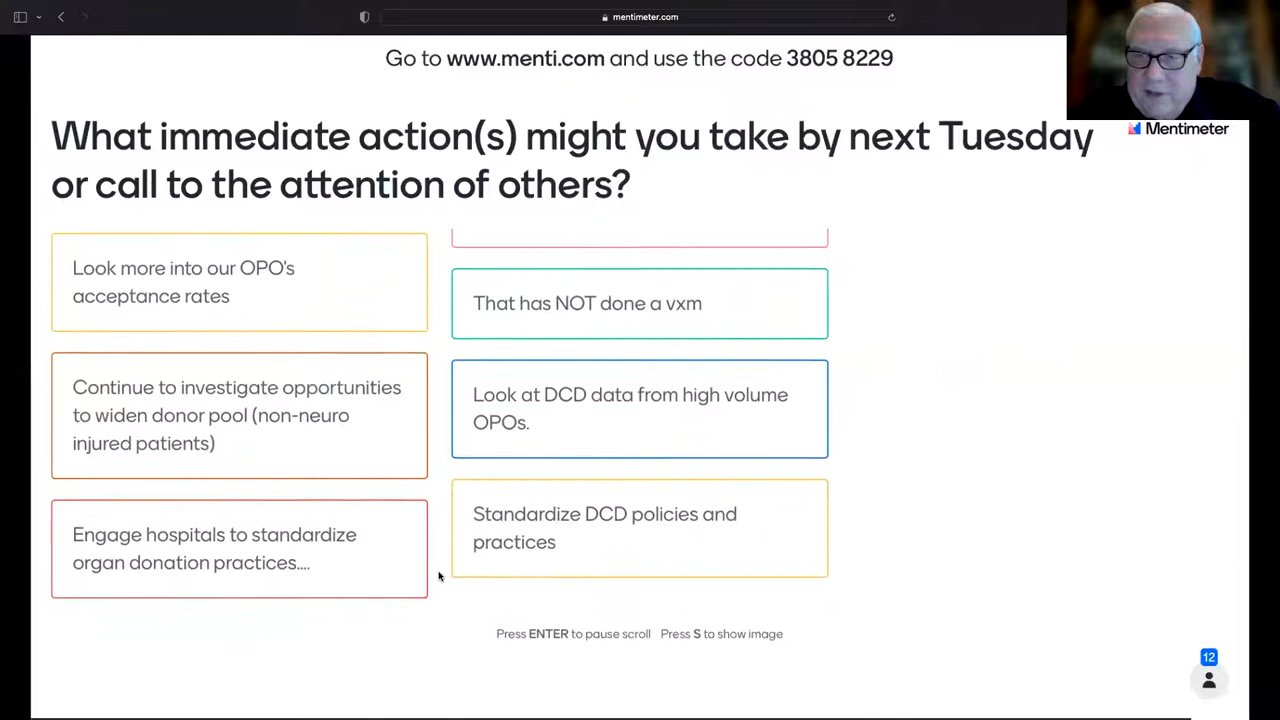 mentimeter.com
Go to www.menti.com and use the code 3805 8229
Mentimeter
What immediate action(s) might you take by next Tuesday
or call to the attention of others?
Look more into our OPO's
acceptance rates
Continue to investigate opportunities
to widen donor pool (non-neuro
injured patients)
Engage hospitals to standardize
organ donation practices....
That has NOT done a vxm
Look at DCD data from high volume
OPOs.
Standardize DCD policies and
practices
Press ENTER to pause scroll Press S to show image
12